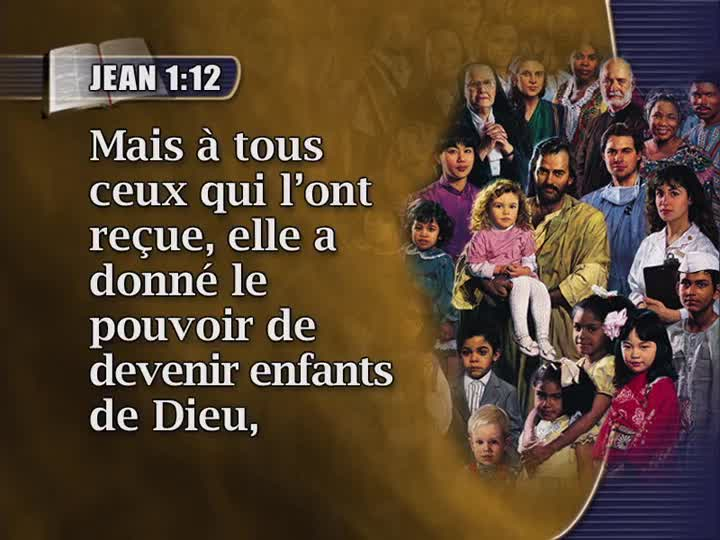 JEAN 1:12
Mais à tous
ceux qui l’ont
reçue, elle a
donné le
pouvoir de
devenir enfants
de Dieu,